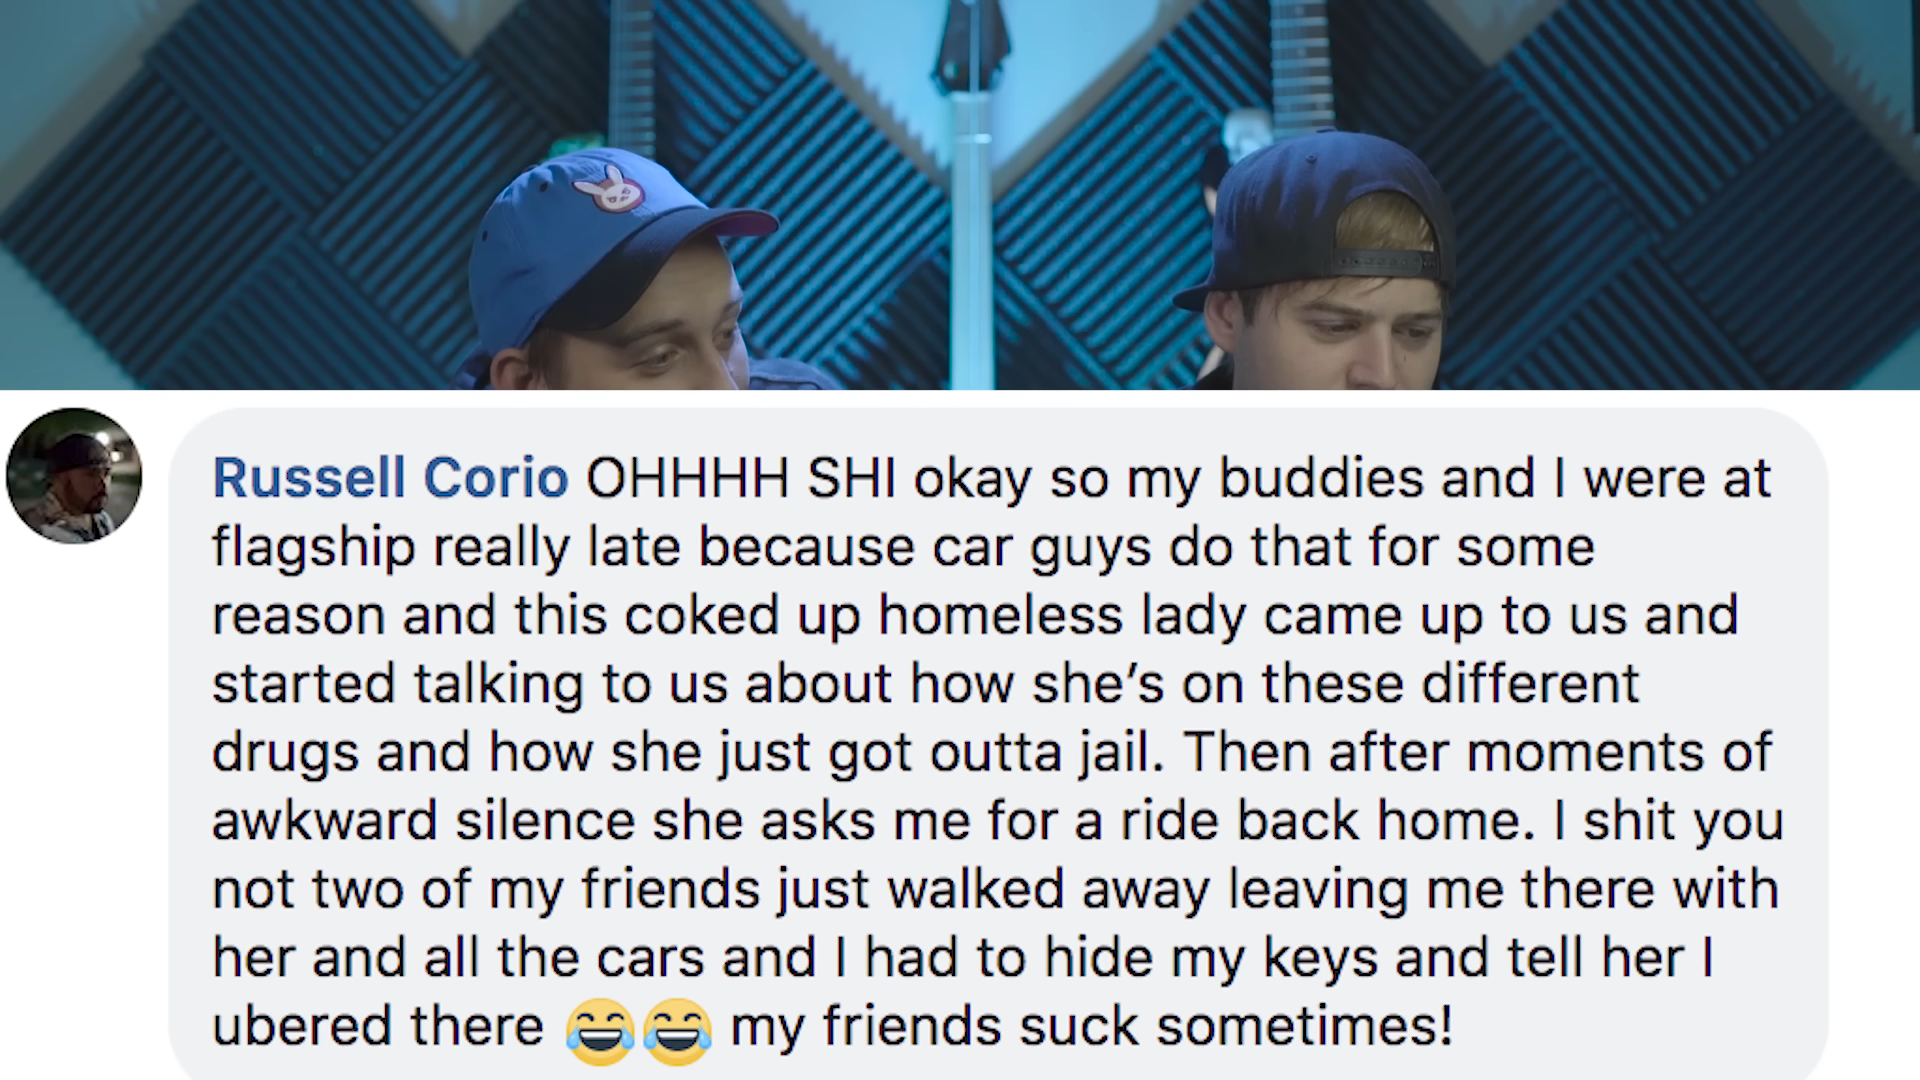 Russell Corio OHHHH SHI okay so my buddies and I were at
flagship really late because car guys do that for some
reason and this coked up homeless lady came up to us and
started talking to us about how she’s on these different
drugs and how she just got outta jail. Then after moments of
awkward silence she asks me for a ride back home. I shit you
not two of my friends just walked away leaving me there with
her and all the cars and I had to hide my keys and tell her I
ubered there 😂😂 my friends suck sometimes!